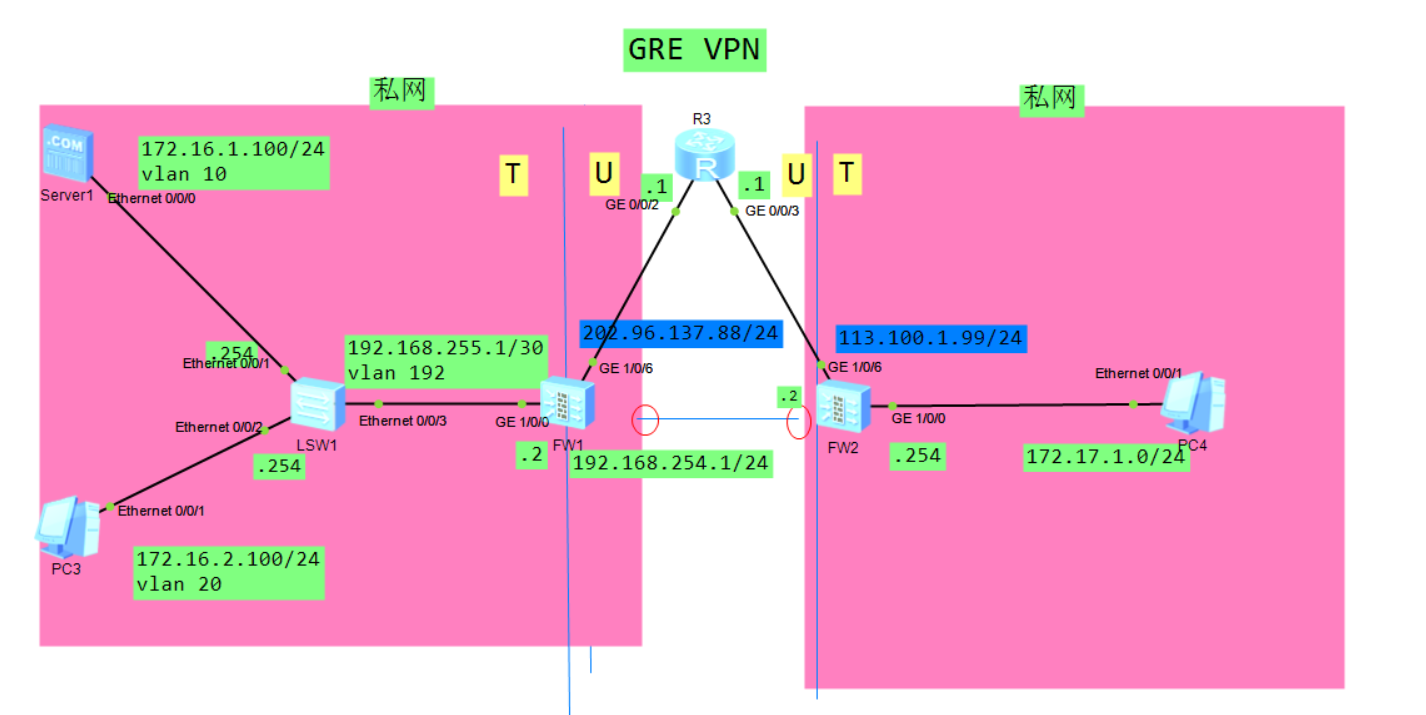 GRE VPN
私网
私网
R3
.COM
172.16.1.100/24
vlan 10
T
U
R
U
T
.1
.1
Server1
Ethernet 0/0/0
GE 0/0/2
GE 0/0/3
202.96.137.88/24
113.100.1.99/24
.254
Ethernet 0/0/1
192.168.255.1/30
vlan 192
GE 1/0/6
GE 1/0/6
Ethernet 0/0/1
.2
Ethernet 0/0/2
Ethernet 0/0/3
GE 1/0/0
GE 1/0/0
LSW1
FW1
FW2
PC4
.254
.2
192.168.254.1/24
.254
172.17.1.0/24
Ethernet 0/0/1
PC3
172.16.2.100/24
vlan 20